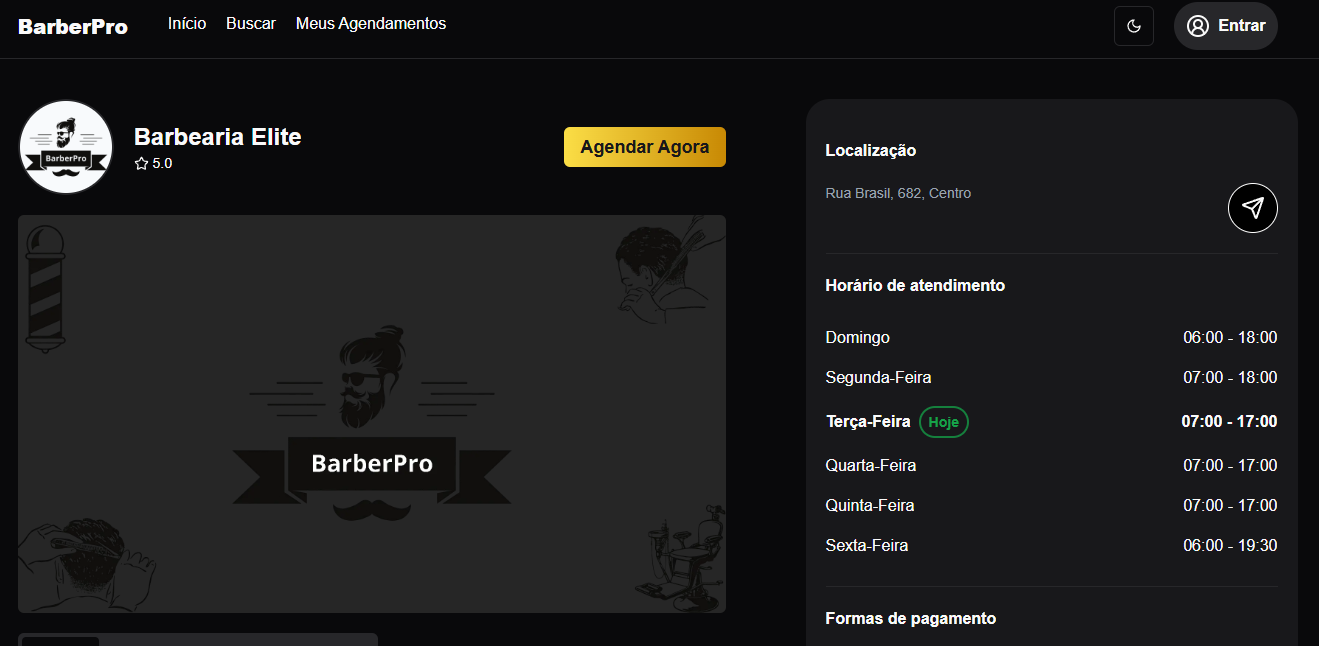 BarberPro
Início Buscar Meus Agendamentos
Entrar
BarberPro
Barbearia Elite
5.0
Agendar Agora
BarberPro
Localização
Rua Brasil, 682, Centro
Horário de atendimento
Domingo 06:00 - 18:00
Segunda-Feira 07:00 - 18:00
Terça-Feira Hoje 07:00 - 17:00
Quarta-Feira 07:00 - 17:00
Quinta-Feira 07:00 - 17:00
Sexta-Feira 06:00 - 19:30
Formas de pagamento